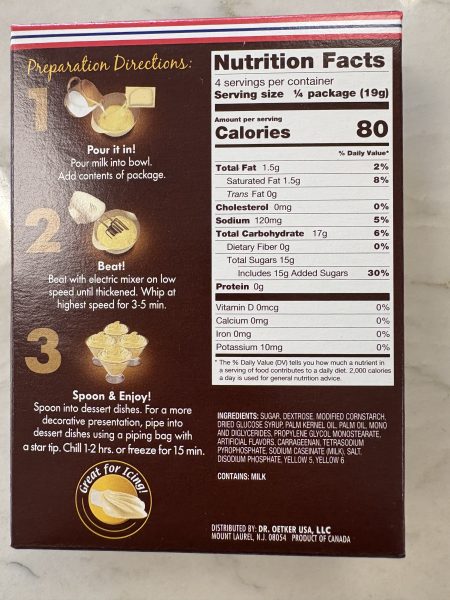 Preparation Directions:
1
Pour it in!
Pour milk into bowl.
Add contents of package.
2
Beat!
Beat with electric mixer on low
speed until thickened. Whip at
highest speed for 3-5 min.
3
Spoon & Enjoy!
Spoon into dessert dishes. For a more
decorative presentation, pipe into
dessert dishes using a piping bag with
a star tip. Chill 1-2 hrs. or freeze for 15 min.
Great for Icing!
Nutrition Facts
4 servings per container
Serving size ¼ package (19g)
Amount per serving
Calories 80
% Daily Value*
Total Fat 1.5g 2%
Saturated Fat 1.5g 8%
Trans Fat 0g
Cholesterol 0mg 0%
Sodium 120mg 5%
Total Carbohydrate 17g 6%
Dietary Fiber 0g 0%
Total Sugars 15g
Includes 15g Added Sugars 30%
Protein 0g
Vitamin D 0mcg 0%
Calcium 0mg 0%
Iron 0mg 0%
Potassium 10mg 0%
* The % Daily Value (DV) tells you how much a nutrient in
a serving of food contributes to a daily diet. 2,000 calories
a day is used for general nutrition advice.
INGREDIENTS: SUGAR, DEXTROSE, MODIFIED CORNSTARCH,
DRIED GLUCOSE SYRUP, PALM KERNEL OIL, PALM OIL, MONO
AND DIGLYCERIDES, PROPYLENE GLYCOL MONOSTEARATE,
ARTIFICIAL FLAVORS, CARRAGEENAN, TETRASODIUM
PYROPHOSPHATE, SODIUM CASEINATE (MILK), SALT,
DISODIUM PHOSPHATE, YELLOW 5, YELLOW 6
CONTAINS: MILK
DISTRIBUTED BY: DR. OETKER USA, LLC
MOUNT LAUREL, N.J. 08054 PRODUCT OF CANADA